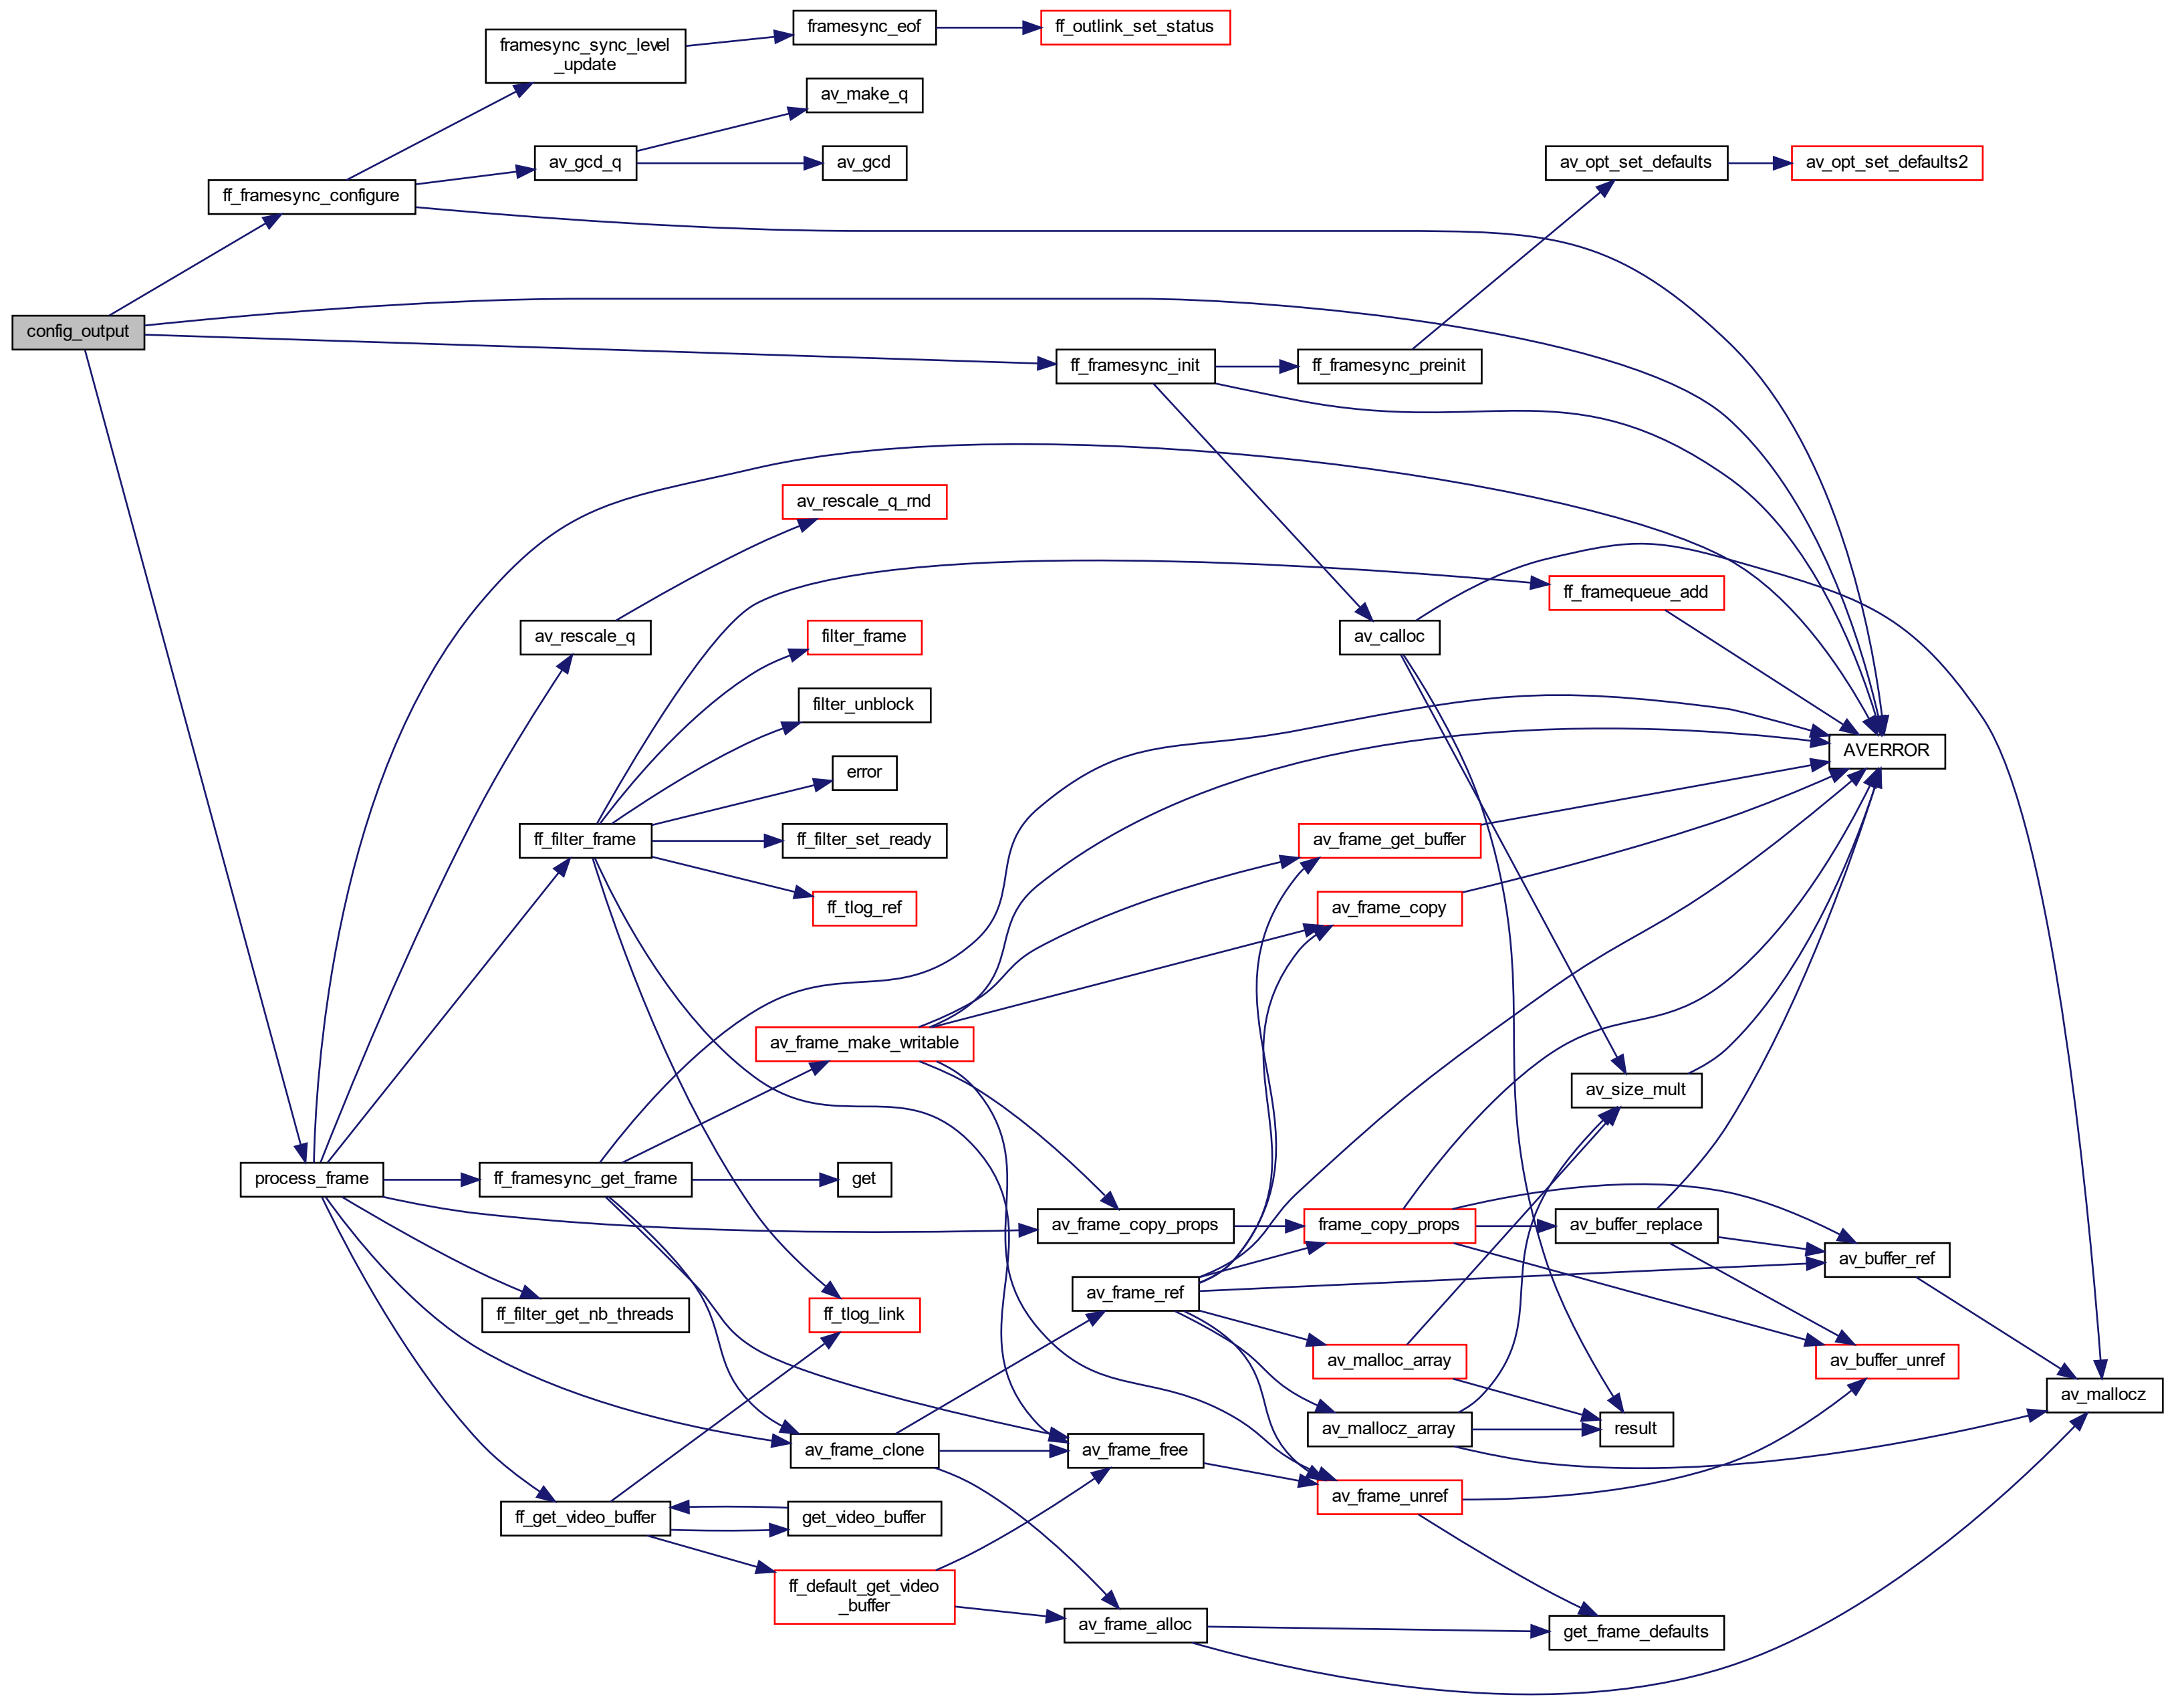 framesync_eof
ff_outlink_set_status
framesync_sync_level
_update
av_make_q
av_gcd_q
av_gcd
av_opt_set_defaults
av_opt_set_defaults2
ff_framesync_configure
config_output
ff_framesync_init
ff_framesync_preinit
av_rescale_q_rnd
ff_framequeue_add
av_rescale_q
filter_frame
av_calloc
filter_unblock
AVERROR
error
ff_filter_frame
ff_filter_set_ready
av_frame_get_buffer
ff_tlog_ref
av_frame_copy
av_frame_make_writable
av_size_mult
process_frame
ff_framesync_get_frame
get
av_frame_copy_props
frame_copy_props
av_buffer_replace
av_buffer_ref
av_frame_ref
ff_filter_get_nb_threads
ff_tlog_link
av_malloc_array
av_buffer_unref
av_mallocz
av_mallocz_array
result
av_frame_clone
av_frame_free
av_frame_unref
ff_get_video_buffer
get_video_buffer
ff_default_get_video
_buffer
av_frame_alloc
get_frame_defaults